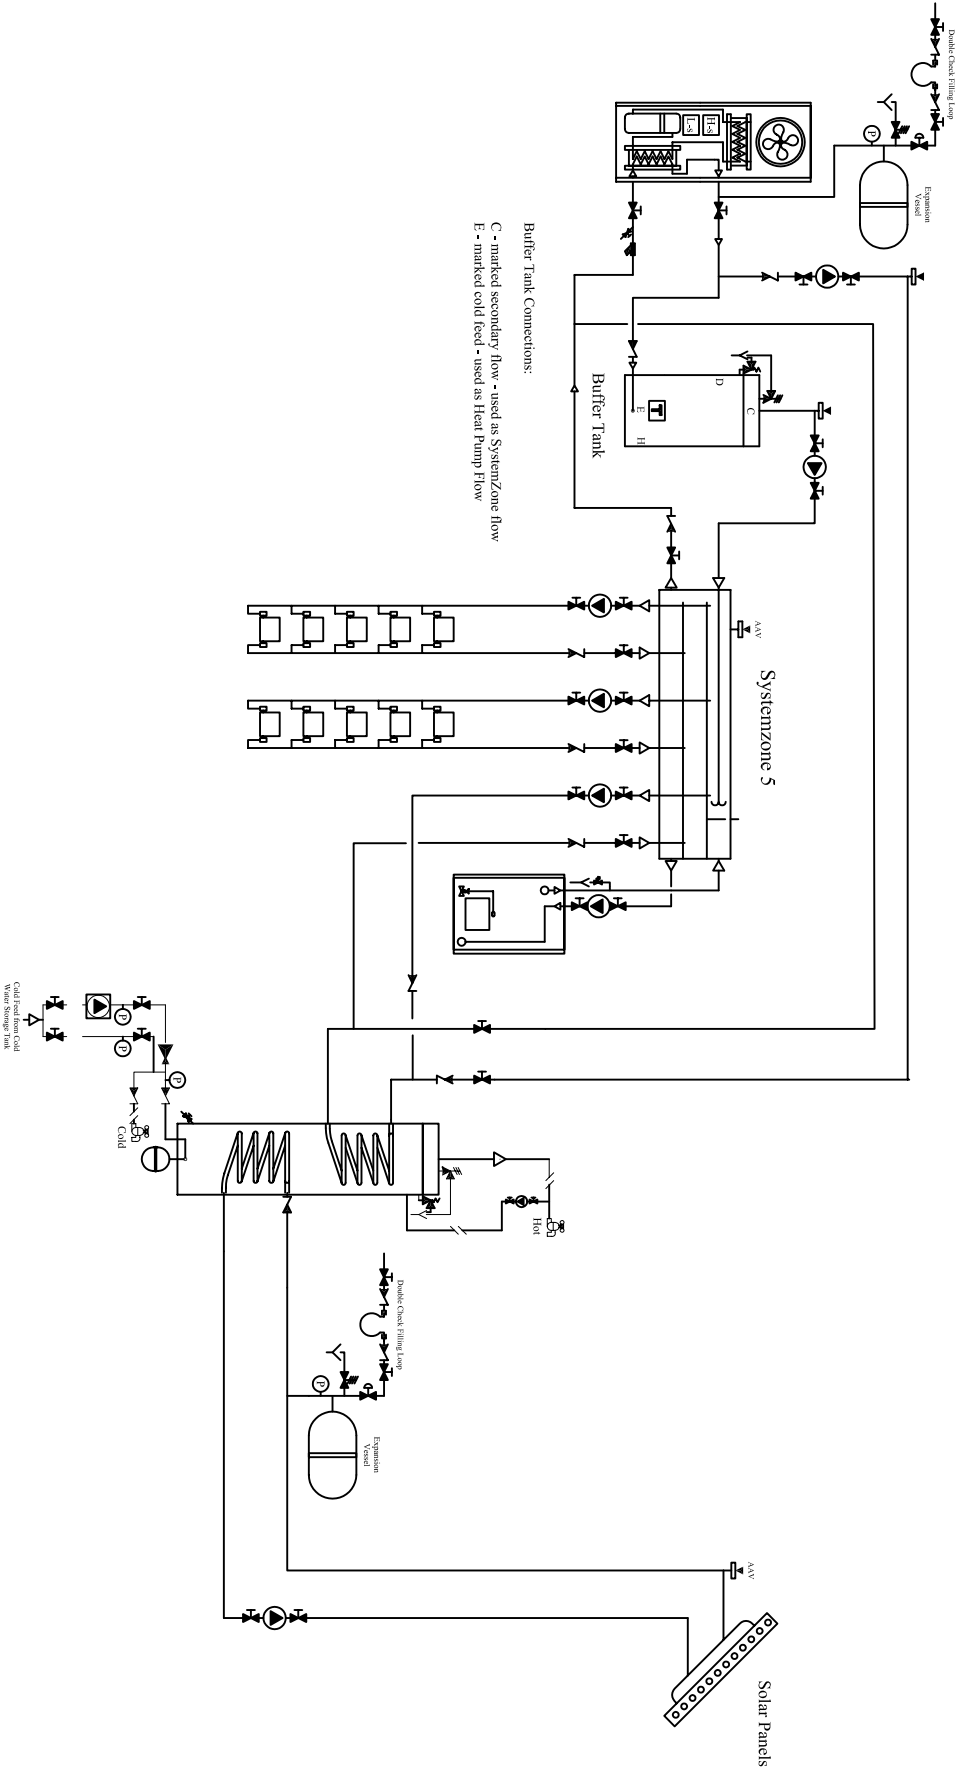 Double Check Filling Loop
P
Expansion
Vessel
H-s
L-s
Buffer Tank Connections:
C - marked secondary flow - used as SystemZone flow
E - marked cold feed - used as Heat Pump Flow
Buffer Tank
D
C
E
H
T
AAV
Systemzone 5
Cold Feed from Cold
Water Storage Tank
P
P
P
Cold
Hot
Double Check Filling Loop
P
Expansion
Vessel
AAV
Solar Panels